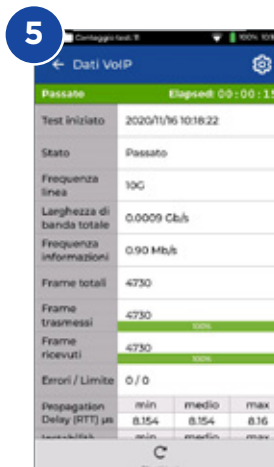 5
Conteggio test: 11
100% 10:18
← Dati VoIP
Passato Elapsed: 00:00:15
Test iniziato 2020/11/16 10:18:22
Stato Passato
Frequenza
linea
10G
Larghezza di
banda totale
0.0009 Gb/s
Frequenza
informazioni
0.90 Mb/s
Frame totali 4730
Frame
trasmessi
4730
100%
Frame
ricevuti
4730
100%
Errori / Limite 0 / 0
Propagation
Delay (RTT) µs
min medio max
8.154 8.154 8.16
min medio max